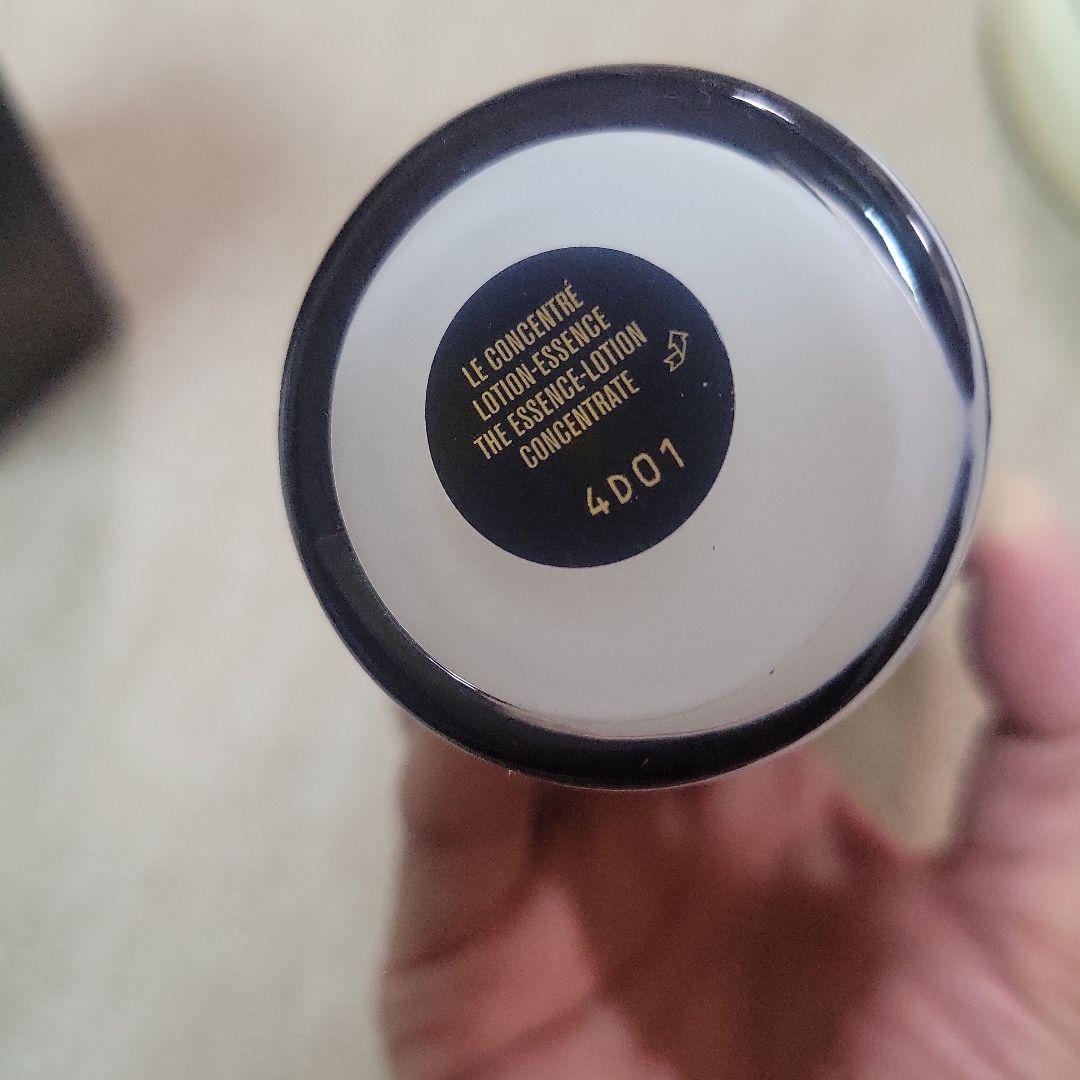 LE CONCENTRÉ
LOTION-ESSENCE
THE ESSENCE-LOTION
CONCENTRATE
4D01